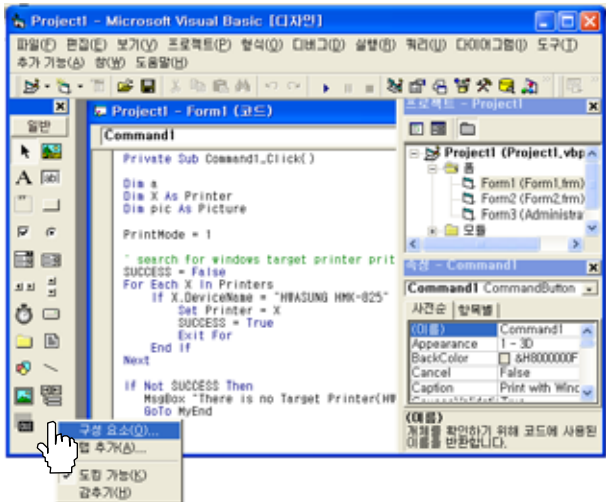 Project1 - Microsoft Visual Basic [디자인]
파일(F) 편집(E) 보기(V) 프로젝트(P) 형식(O) 디버그(D) 실행(R) 쿼리(U) 다이어그램(I) 도구(T)
추가 기능(A) 창(W) 도움말(H)
일반
Project1 - Form1 (코드)
Command1
Private Sub Command1_Click()
Dim a
Dim X As Printer
Dim pic As Picture
PrintMode = 1
' search for windows target printer prit
SUCCESS = False
For Each X In Printers
If X.DeviceName = "HWASUNG HMK-825"
Set Printer = X
SUCCESS = True
Exit For
End If
Next
If Not SUCCESS Then
MsgBox "There is no Target Printer(HW
GoTo MyEnd
프로젝트 - Project1
Project1 (Project1.vbp
폼
Form1 (Form1.frm)
Form2 (Form2.frm)
Form3 (Administra
모듈
속성 - Command1
Command1 CommandButton
사전순 항목별
(이름) Command1
Appearance 1 - 3D
BackColor &H8000000F
Cancel False
Caption Print with Winc
(이름)
개체를 확인하기 위해 코드에 사용된
이름을 반환합니다.
구성 요소(O)...
탭 추가(A)...
도킹 가능(K)
감추기(H)